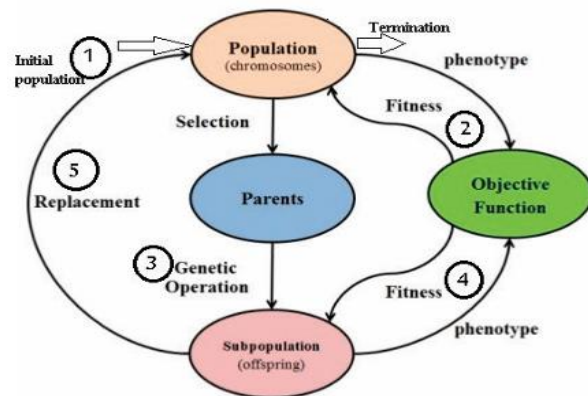 1
Termination
Initial
population
Population
(chromosomes)
phenotype
Fitness
2
Selection
5
Replacement
Parents
Objective
Function
3
Genetic
Operation
4
Fitness
phenotype
Subpopulation
(offspring)